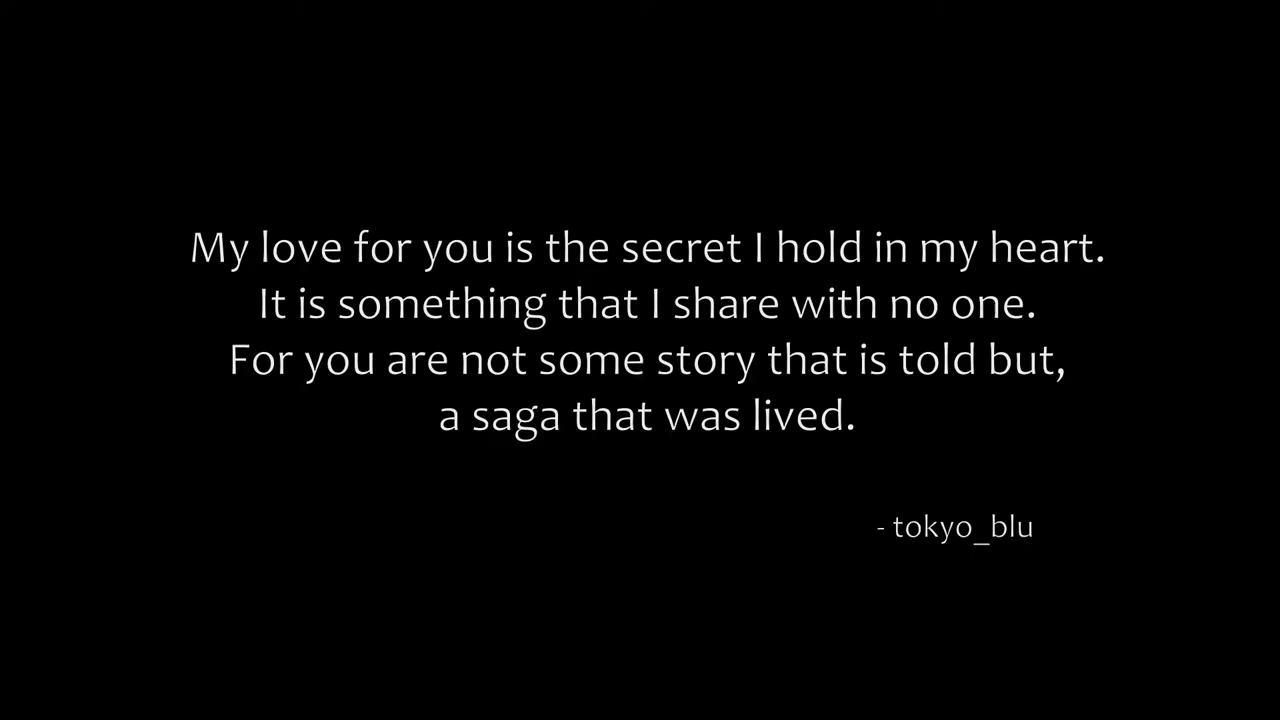 My love for you is the secret I hold in my heart.
It is something that I share with no one.
For you are not some story that is told but,
a saga that was lived.
- tokyo_blu